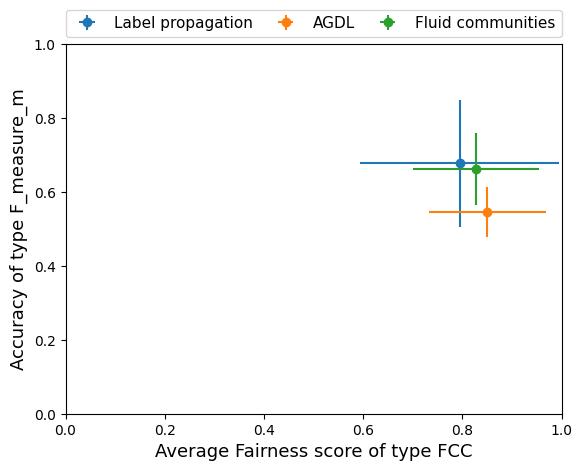 Label propagation AGDL Fluid communities
1.0
0.8
0.6
0.4
0.2
0.0
Accuracy of type F_measure_m
0.0 0.2 0.4 0.6 0.8 1.0
Average Fairness score of type FCC